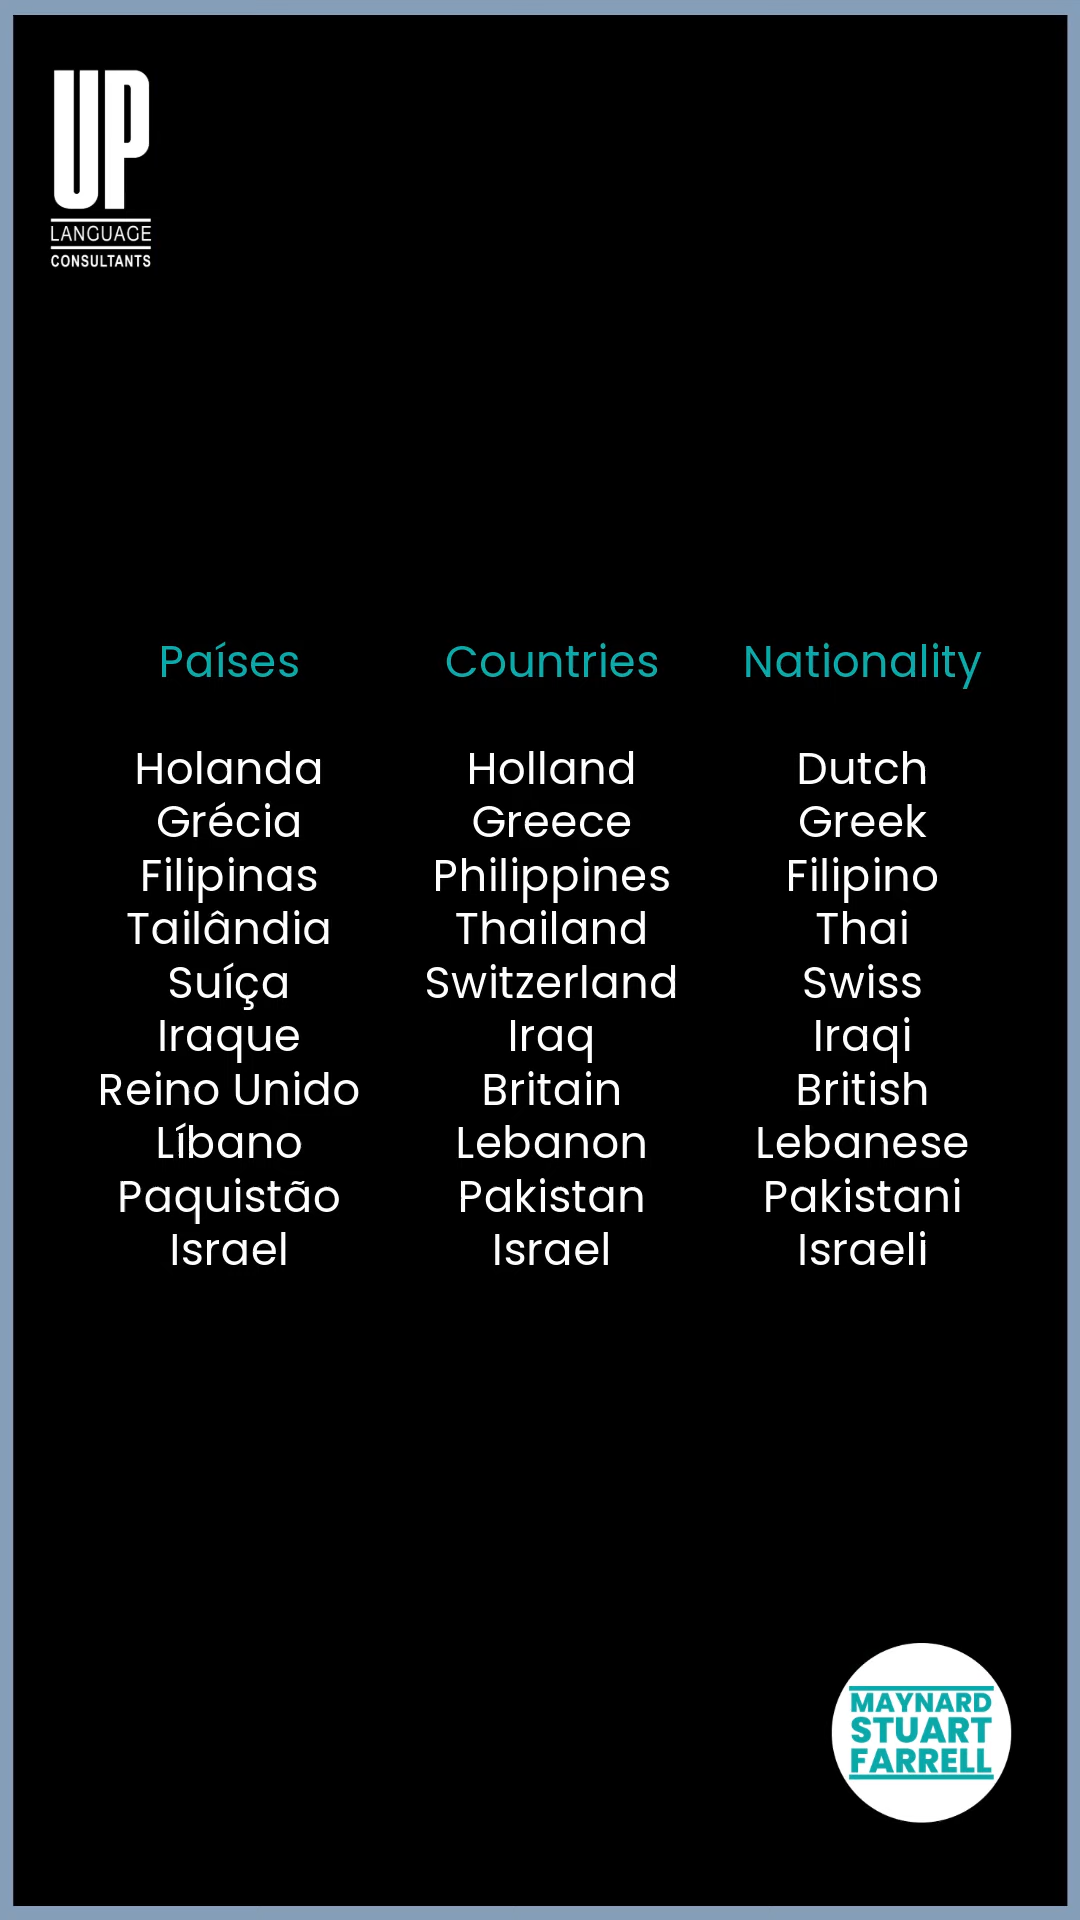 UP
LANGUAGE
CONSULTANTS
Países Countries Nationality
Holanda Holland Dutch
Grécia Greece Greek
Filipinas Philippines Filipino
Tailândia Thailand Thai
Suíça Switzerland Swiss
Iraque Iraq Iraqi
Reino Unido Britain British
Líbano Lebanon Lebanese
Paquistão Pakistan Pakistani
Israel Israel Israeli
MAYNARD
STUART
FARRELL